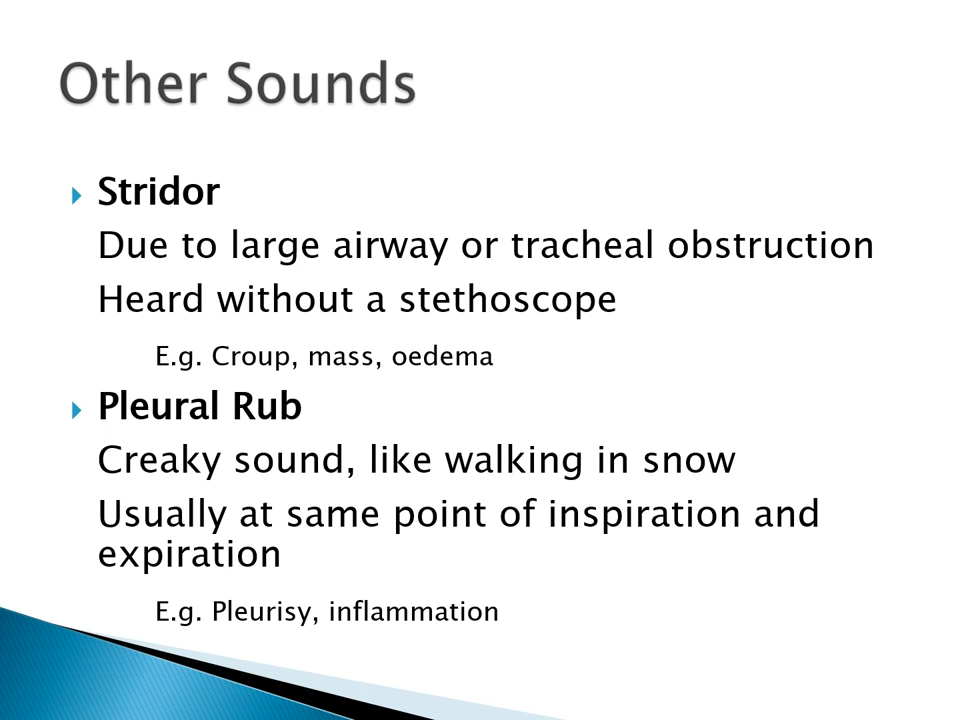 Other Sounds
Stridor
Due to large airway or tracheal obstruction
Heard without a stethoscope
E.g. Croup, mass, oedema
Pleural Rub
Creaky sound, like walking in snow
Usually at same point of inspiration and
expiration
E.g. Pleurisy, inflammation